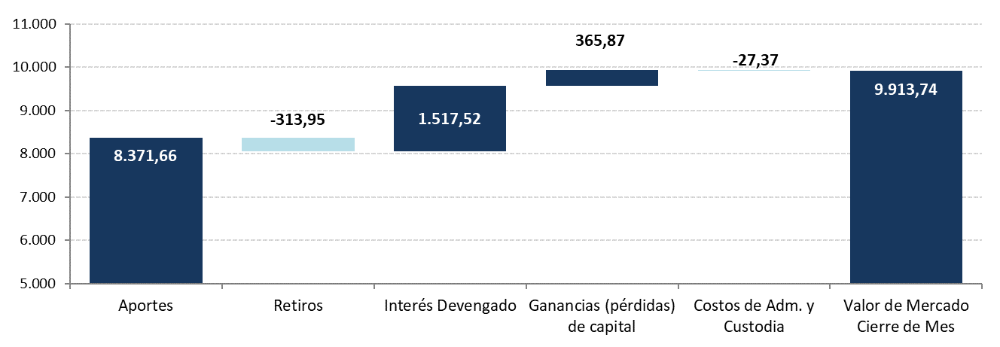 11.000
10.000
9.000
8.000
7.000
6.000
5.000
8.371,66
-313,95
1.517,52
365,87
-27,37
9.913,74
Aportes
Retiros
Interés Devengado
Ganancias (pérdidas)
de capital
Costos de Adm. y
Custodia
Valor de Mercado
Cierre de Mes